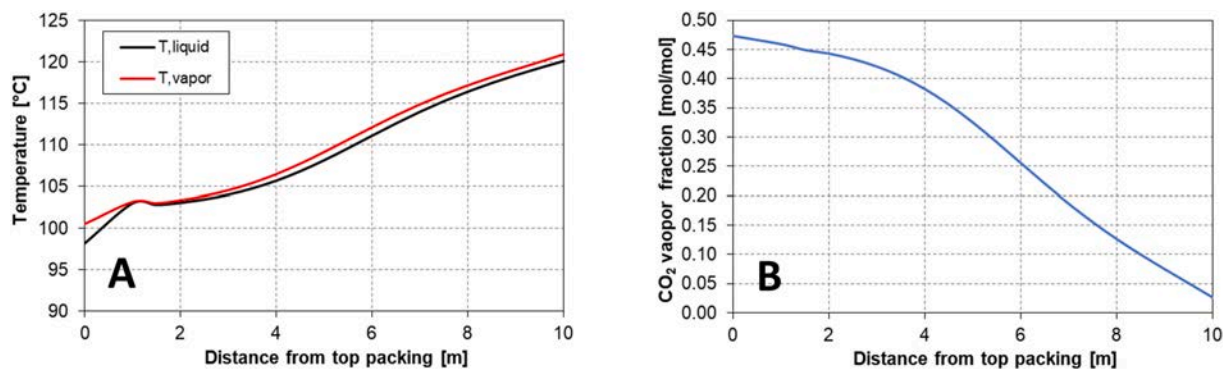 125
120
115
110
105
100
95
90
Temperature [°C]
T,liquid
T,vapor
A
0 2 4 6 8 10
Distance from top packing [m]
0.50
0.45
0.40
0.35
0.30
0.25
0.20
0.15
0.10
0.05
0.00
CO₂ vaopor fraction [mol/mol]
B
0 2 4 6 8 10
Distance from top packing [m]